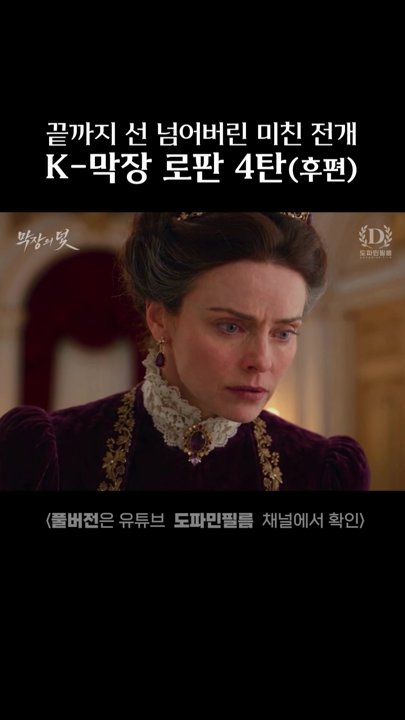 끝까지 선 넘어버린 미친 전개
K-막장 로판 4탄(후편)
막장의 덫
D
도파민필름
<풀버전은 유튜브 도파민필름 채널에서 확인>